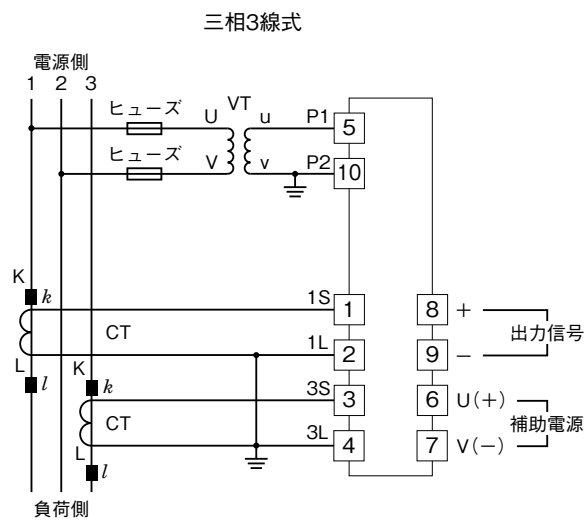 三相3線式
電源側
1 2 3
ヒューズ U VT u P1 5
ヒューズ V v P2 10
K k 1S 1 8 +
CT 出力信号
L l 1L 2 9 −
K k 3S 3 6 U(+)
CT 補助電源
L l 3L 4 7 V(−)
負荷側